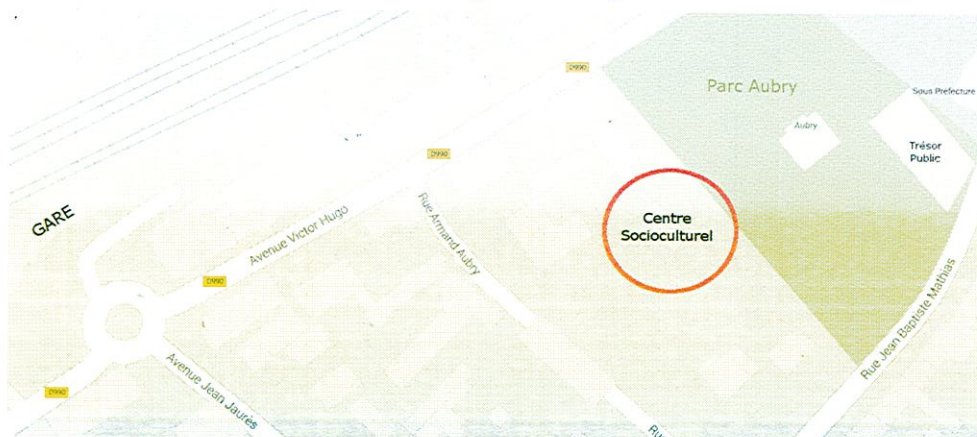 D990
Parc Aubry
Sous Préfecture
Aubry
Trésor
Public
D990
GARE
Avenue Victor Hugo
Rue Armand Aubry
Centre
Socioculturel
D990
Rue Jean Baptiste Mathias
Avenue Jean Jaurès
D990